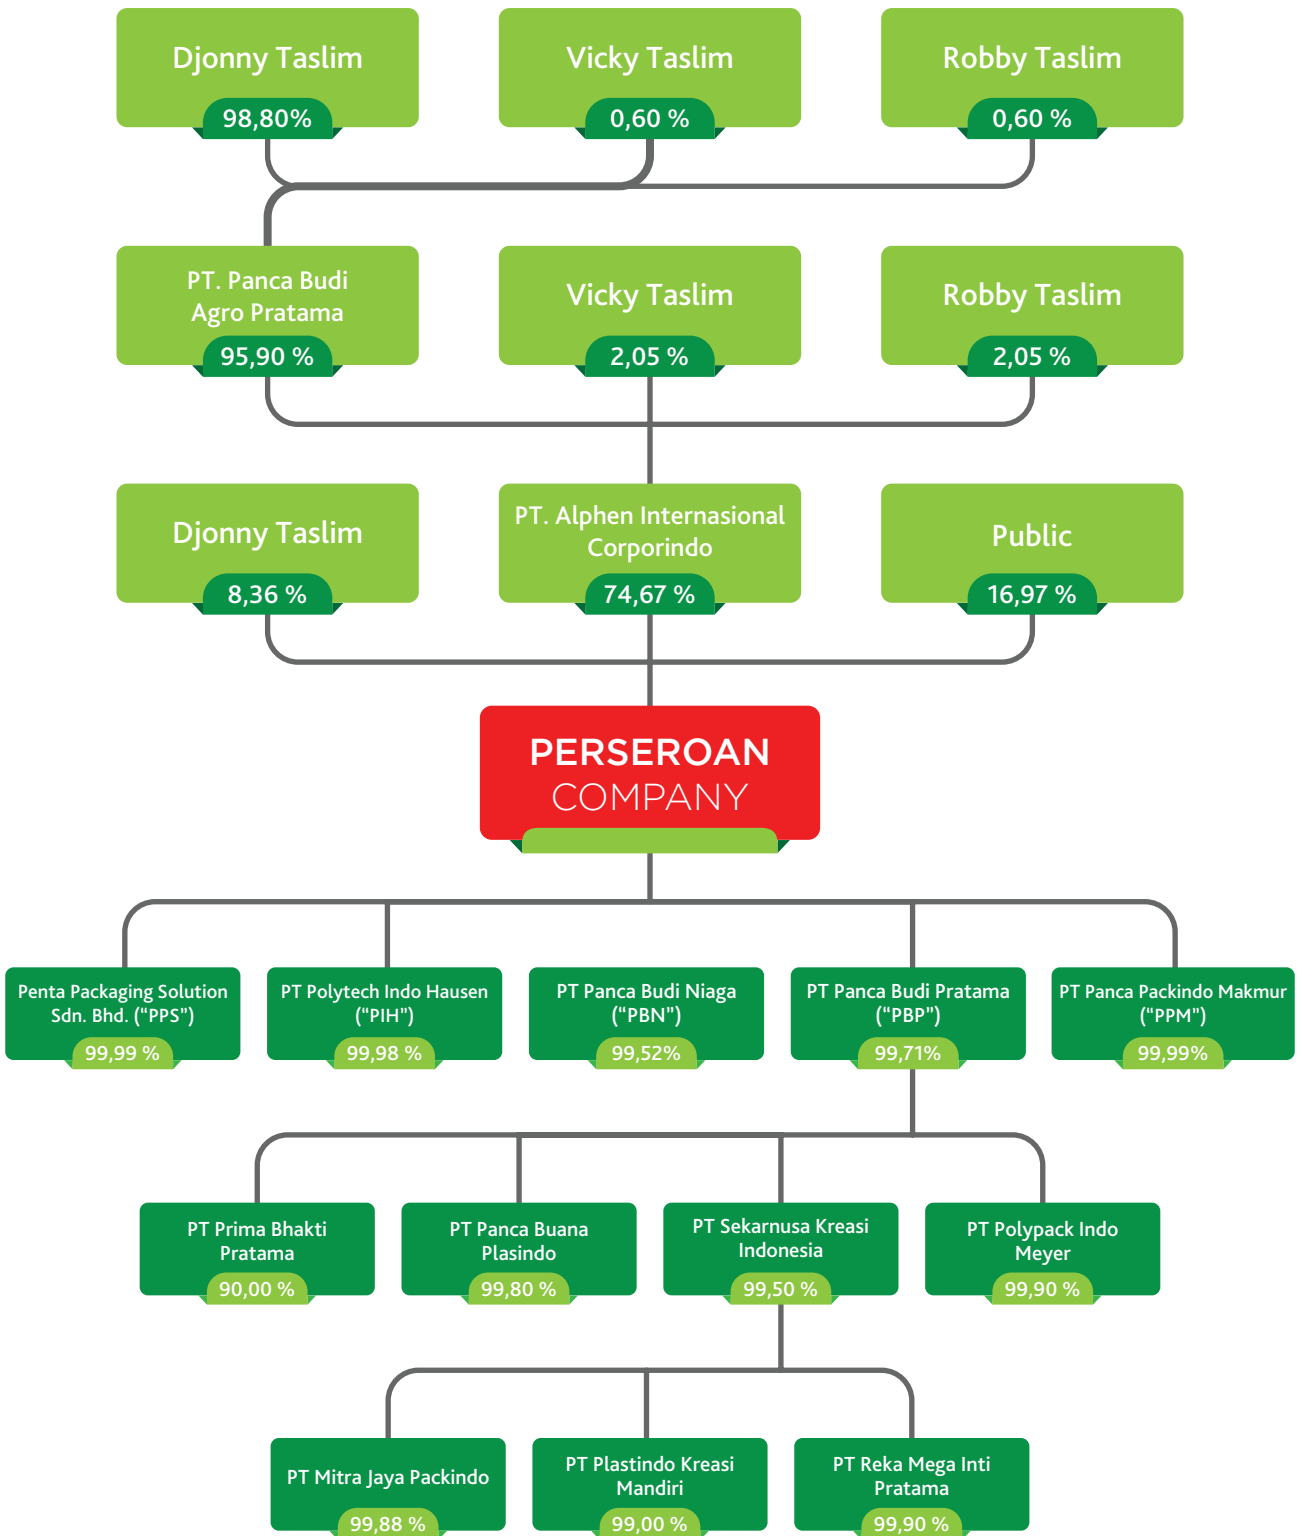 Djonny Taslim
98,80%
Vicky Taslim
0,60 %
Robby Taslim
0,60 %
PT. Panca Budi
Agro Pratama
95,90 %
Vicky Taslim
2,05 %
Robby Taslim
2,05 %
Djonny Taslim
8,36 %
PT. Alphen Internasional
Corporindo
74,67 %
Public
16,97 %
PERSEROAN
COMPANY
Penta Packaging Solution
Sdn. Bhd. (“PPS”)
99,99 %
PT Polytech Indo Hausen
(“PIH”)
99,98 %
PT Panca Budi Niaga
(“PBN”)
99,52%
PT Panca Budi Pratama
(“PBP”)
99,71%
PT Panca Packindo Makmur
(“PPM”)
99,99%
PT Prima Bhakti
Pratama
90,00 %
PT Panca Buana
Plasindo
99,80 %
PT Sekarnusa Kreasi
Indonesia
99,50 %
PT Polypack Indo
Meyer
99,90 %
PT Mitra Jaya Packindo
99,88 %
PT Plastindo Kreasi
Mandiri
99,00 %
PT Reka Mega Inti
Pratama
99,90 %